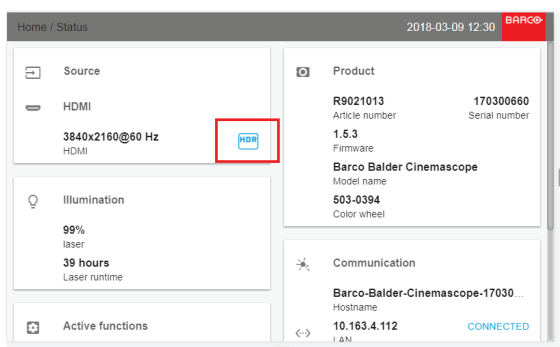 Home / Status
2018-03-09 12:30
BARCO
Source
HDMI
3840x2160@60 Hz
HDMI
HDR
Illumination
99%
laser
39 hours
Laser runtime
Active functions
Product
R9021013
170300660
Article number
Serial number
1.5.3
Firmware
Barco Balder Cinemascope
Model name
503-0394
Color wheel
Communication
Barco-Balder-Cinemascope-17030...
Hostname
10.163.4.112
CONNECTED
LAN